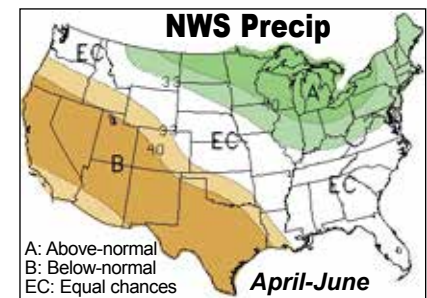 NWS Precip
EC
33
A
40
33
EC
40
B
EC
A: Above-normal
B: Below-normal
EC: Equal chances
April-June